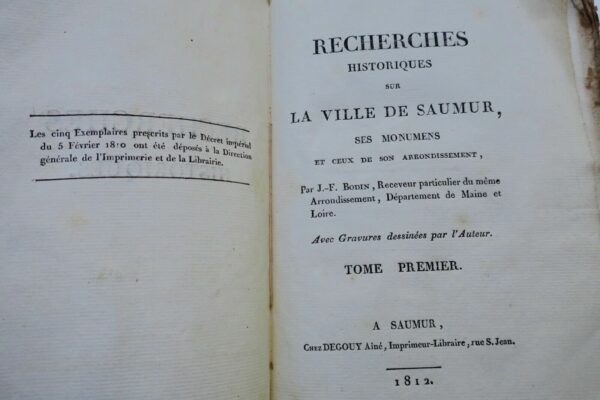 Les cinq Exemplaires prescrits par le Décret impérial
du 5 Février 1810 ont été déposés à la Direction
générale de l'Imprimerie et de la Librairie.
RECHERCHES
HISTORIQUES
SUR
LA VILLE DE SAUMUR,
SES MONUMENS
ET CEUX DE SON ARRONDISSEMENT,
Par J.-F. BODIN, Receveur particulier du même
Arrondissement, Département de Maine et
Loire.
Avec Gravures dessinées par l'Auteur.
TOME PREMIER.
A SAUMUR,
CHEZ DEGOUY Aîné, Imprimeur-Libraire, rue S. Jean.
1812.